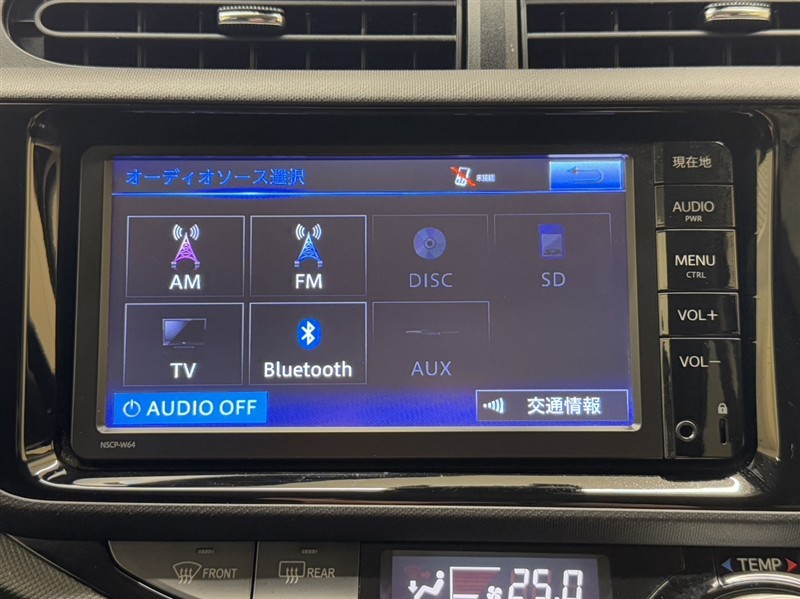 オーディオソース選択
未接続
現在地
AUDIO
PWR
AM
FM
DISC
SD
MENU
CTRL
VOL+
TV
Bluetooth
AUX
VOL−
AUDIO OFF
交通情報
NSCP-W64
FRONT
REAR
25.0
TEMP